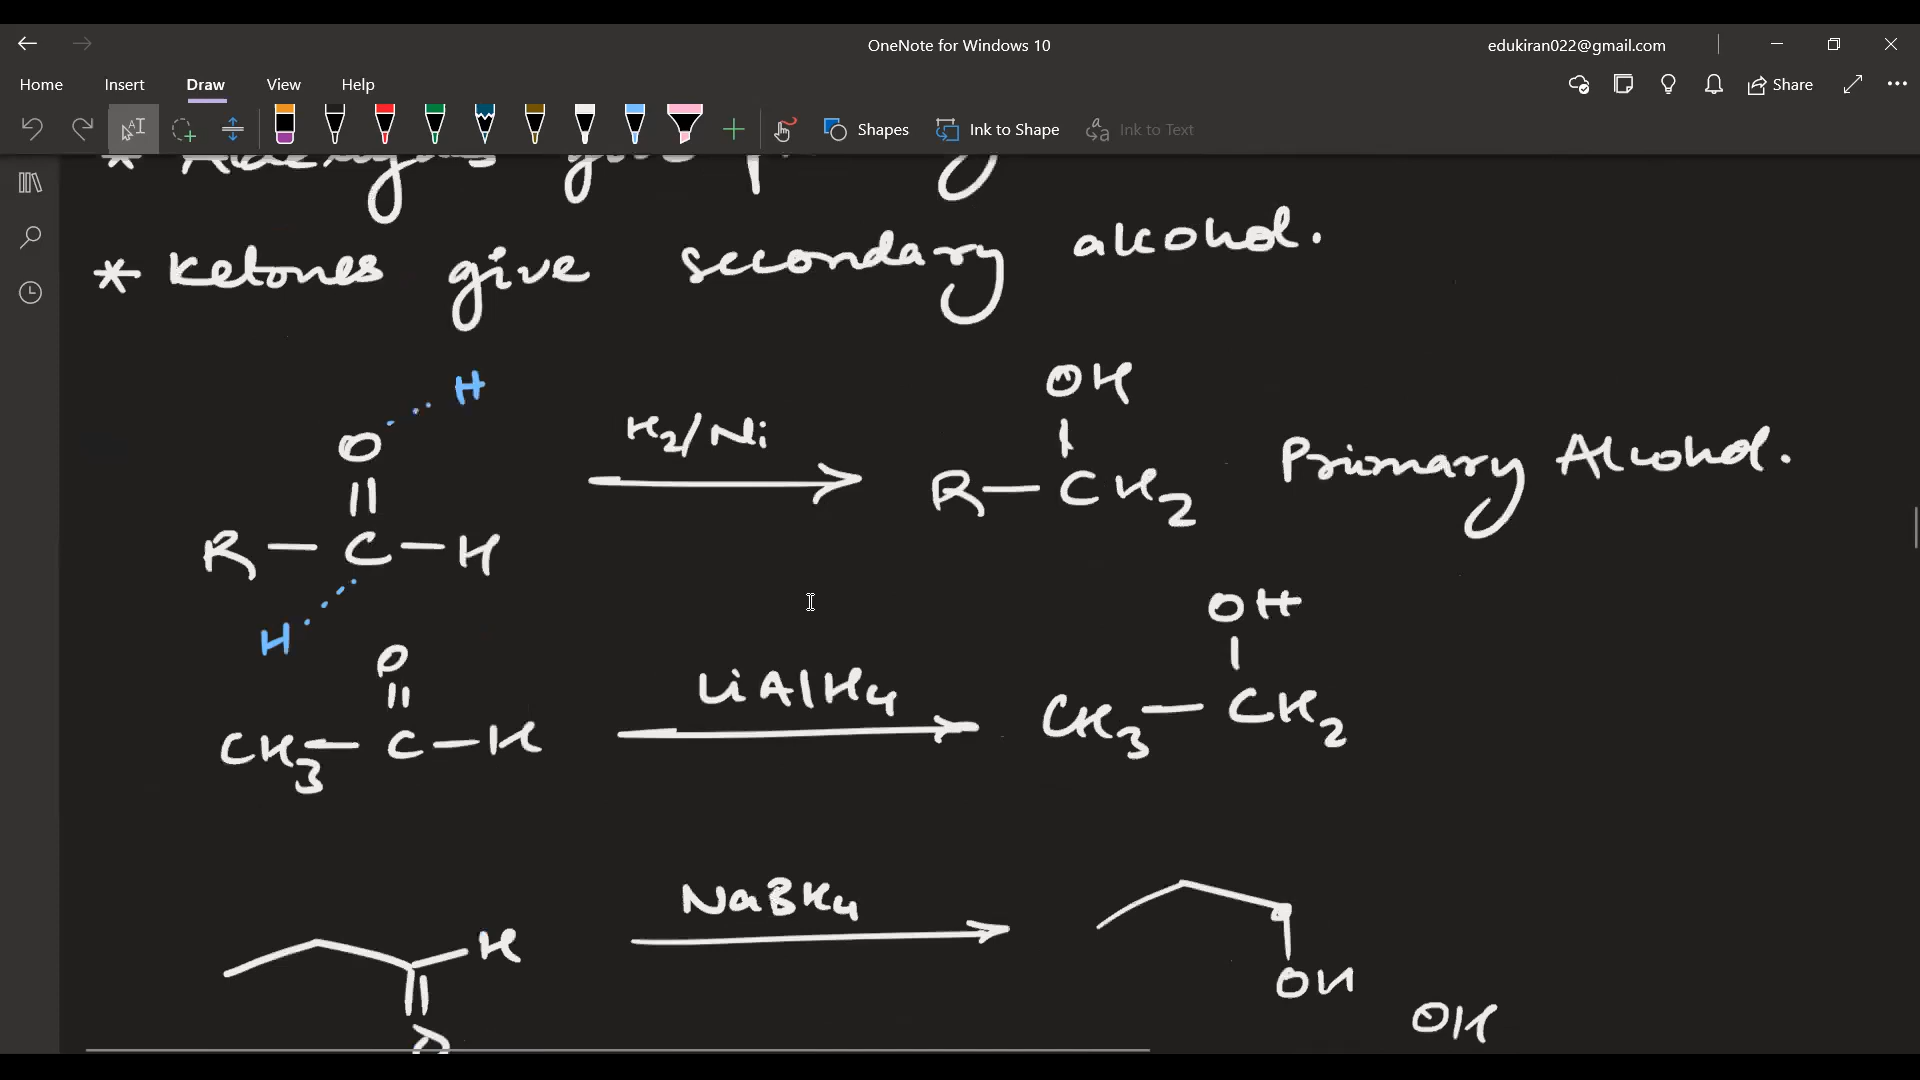 OneNote for Windows 10
edukiran022@gmail.com
Home Insert Draw View Help
Share
Shapes Ink to Shape Ink to Text
* Aldehydes give
* Ketones give secondary alcohol.
H
O
||
R — C — H
H
H2/Ni
OH
|
R — CH2
Primary Alcohol.
O
||
CH3 — C — H
LiAlH4
OH
|
CH3 — CH2
H
||
O
NaBH4
OH
OH